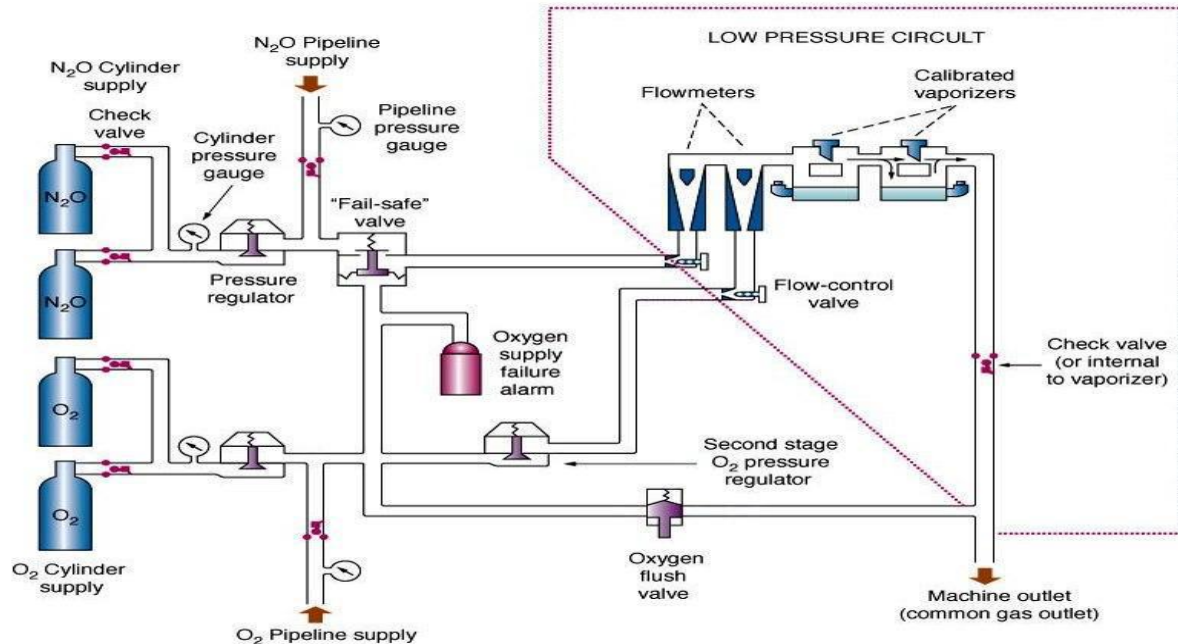 N₂O Pipeline
supply
LOW PRESSURE CIRCULT
N₂O Cylinder
supply
Check
valve
Cylinder
pressure
gauge
Pipeline
pressure
gauge
Flowmeters
Calibrated
vaporizers
N₂O
"Fail-safe"
valve
N₂O
Pressure
regulator
Flow-control
valve
Oxygen
supply
failure
alarm
Check valve
(or internal
to vaporizer)
O₂
Second stage
O₂ pressure
regulator
O₂
O₂ Cylinder
supply
Oxygen
flush
valve
O₂ Pipeline supply
Machine outlet
(common gas outlet)